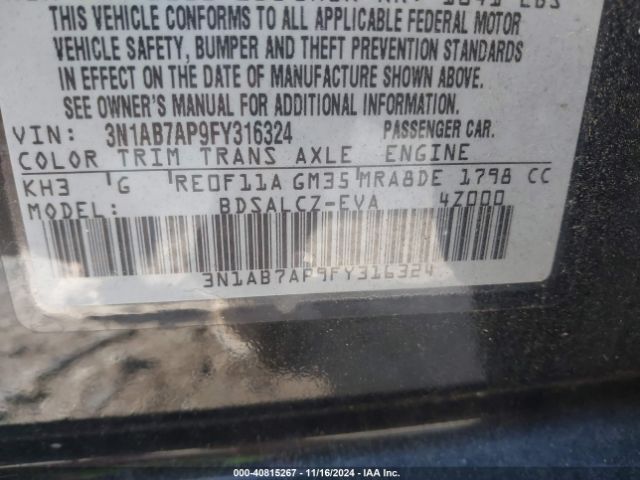 THIS VEHICLE CONFORMS TO ALL APPLICABLE FEDERAL MOTOR
VEHICLE SAFETY, BUMPER AND THEFT PREVENTION STANDARDS
IN EFFECT ON THE DATE OF MANUFACTURE SHOWN ABOVE.
SEE OWNER'S MANUAL FOR ADDITIONAL INFORMATION.
VIN: 3N1AB7AP9FY316324 PASSENGER CAR.
COLOR TRIM TRANS AXLE ENGINE
KH3 G RE0F11A GM35 MRA8DE 1798 CC
MODEL: BDSALCZ-EVA 4Z000
3N1AB7AP9FY316324
000-40815267 - 11/16/2024 - IAA Inc.